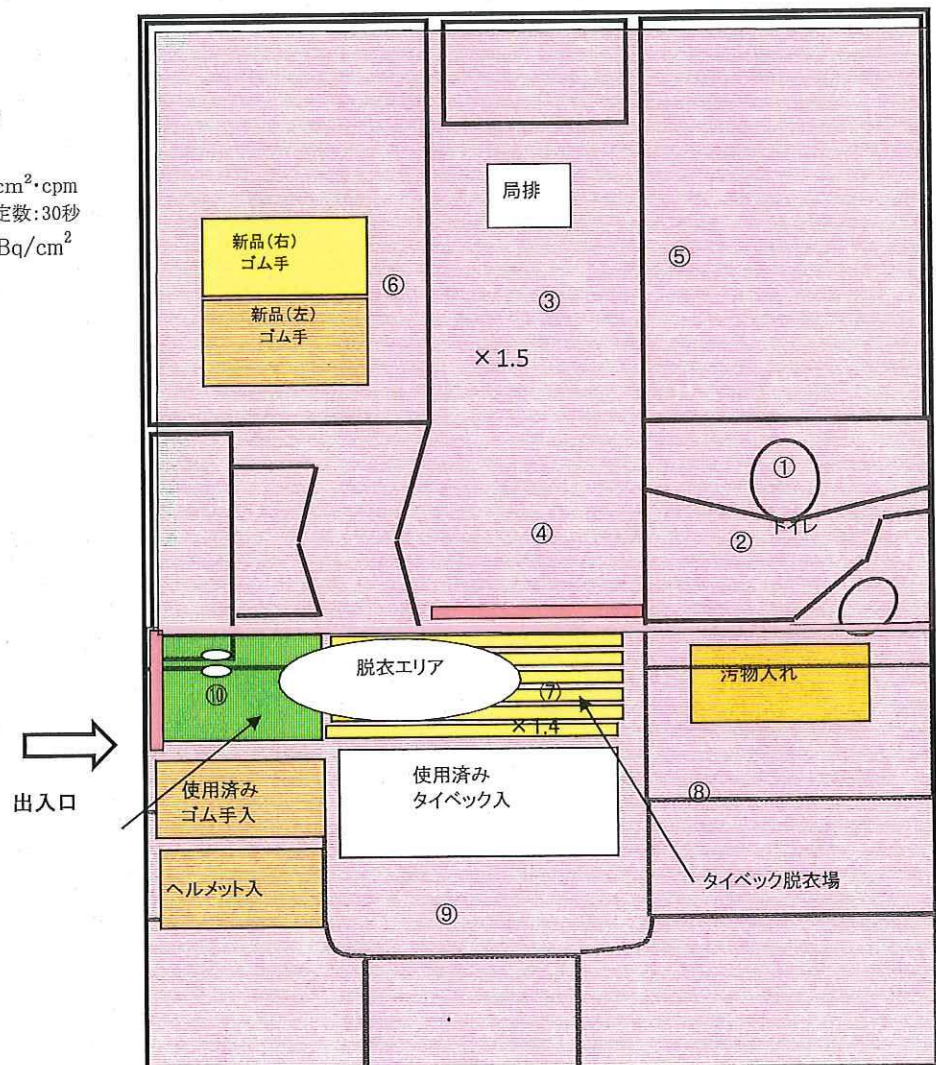 cm²・cpm
定数:30秒
Bq/cm²
局排
新品(右)
ゴム手
⑥
③
⑤
新品(左)
ゴム手
×1.5
①
トイレ
④
②
脱衣エリア
⑦
汚物入れ
⑩
×1.4
出入口
使用済み
ゴム手入
使用済み
タイベック入
⑧
ヘルメット入
タイベック脱衣場
⑨